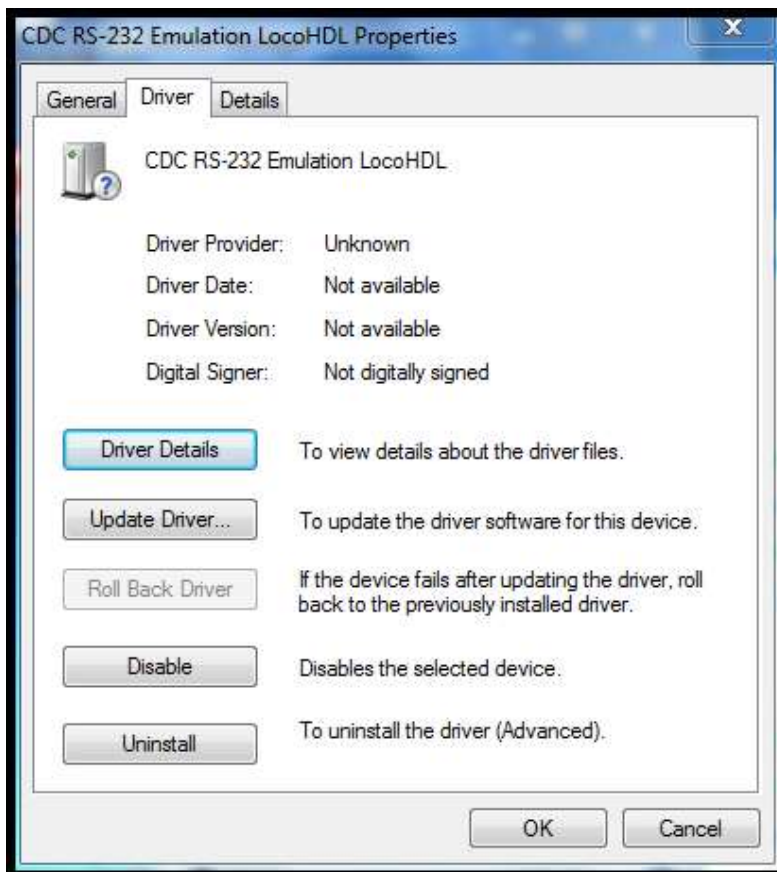 CDC RS-232 Emulation LocoHDL Properties
X
General Driver Details
CDC RS-232 Emulation LocoHDL
Driver Provider: Unknown
Driver Date: Not available
Driver Version: Not available
Digital Signer: Not digitally signed
Driver Details To view details about the driver files.
Update Driver... To update the driver software for this device.
Roll Back Driver If the device fails after updating the driver, roll
back to the previously installed driver.
Disable Disables the selected device.
Uninstall To uninstall the driver (Advanced).
OK Cancel